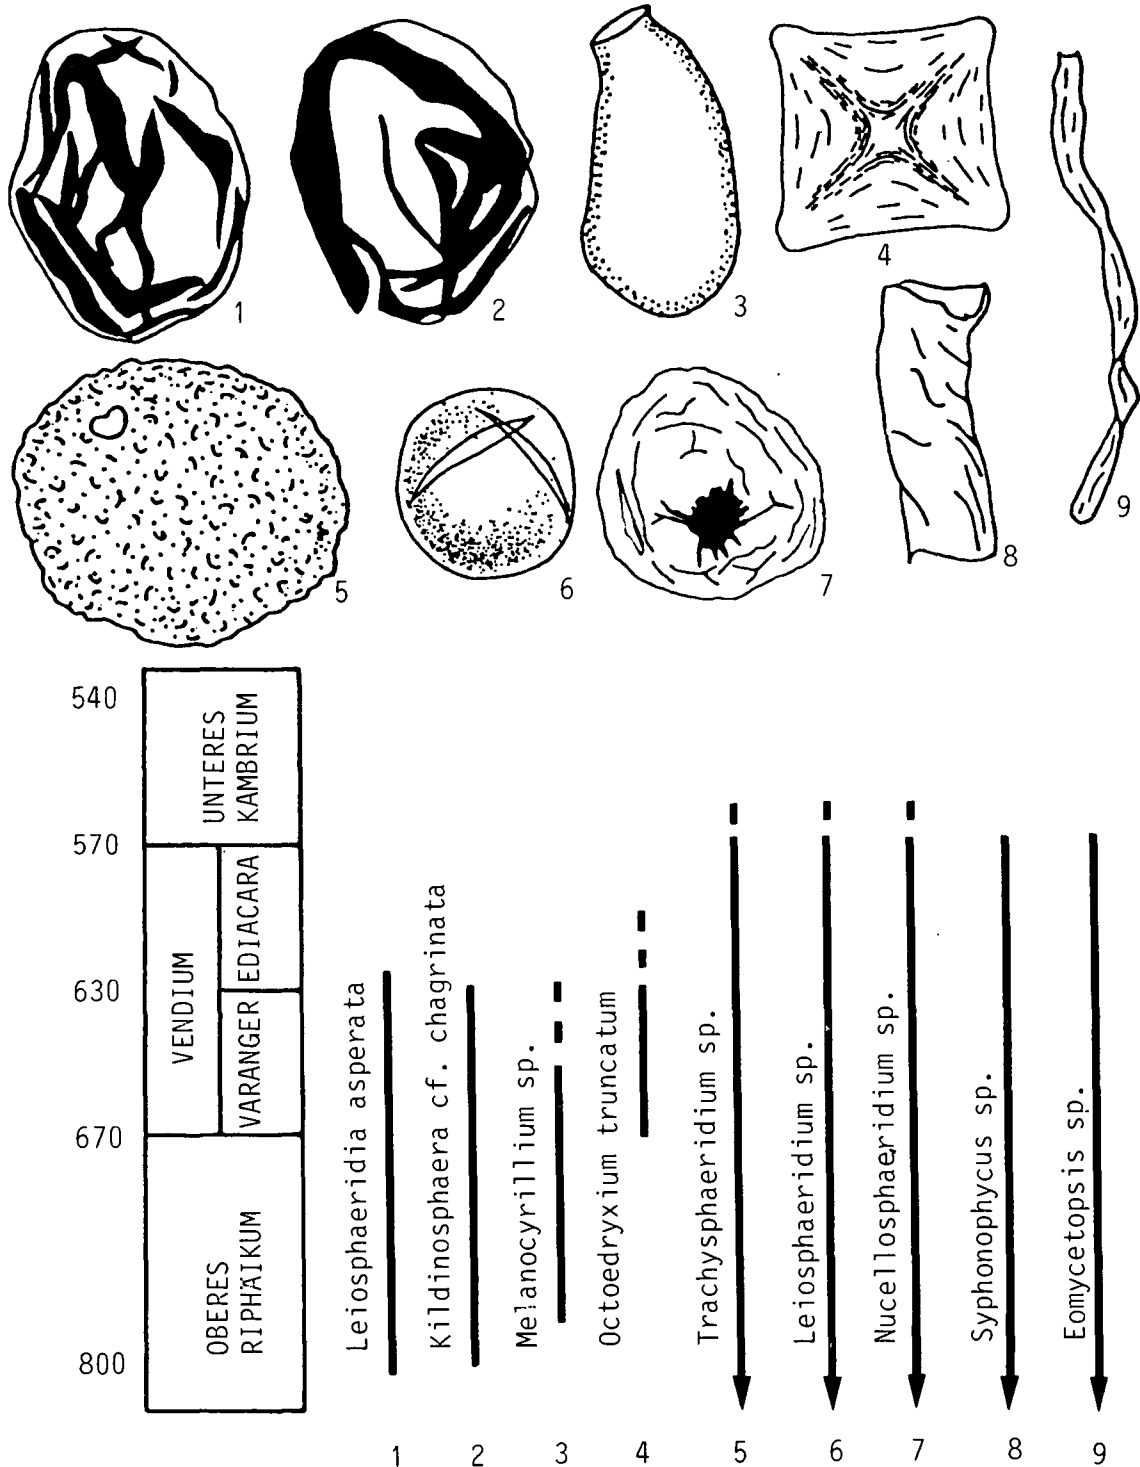 1
2
3
4
5
6
7
8
9
540
570
630
670
800
UNTERES
KAMBRIUM
VENDIUM
EDIACARA
VARANGER
OBERES
RIPHÄIKUM
Leiosphaeridia asperata
Kildinosphaera cf. chagrinata
Melanocyrillium sp.
Octoedryxium truncatum
Trachysphaeridium sp.
Leiosphaeridium sp.
Nucellosphaeridium sp.
Syphonophycus sp.
Eomycetopsis sp.
1 2 3 4 5 6 7 8 9